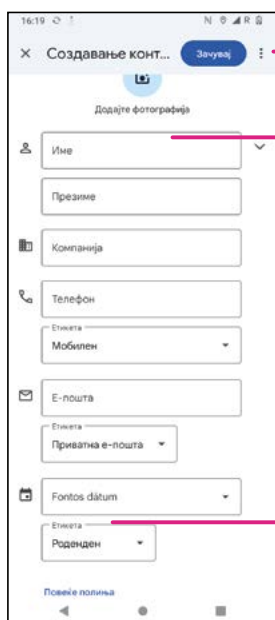 16:19
Создавање конт...
Зачувај
Додајте фотографија
Име
Презиме
Компанија
Телефон
Етикета
Мобилен
Е-пошта
Етикета
Приватна е-пошта
Fontos dátum
Етикета
Роденден
Повеќе полиња